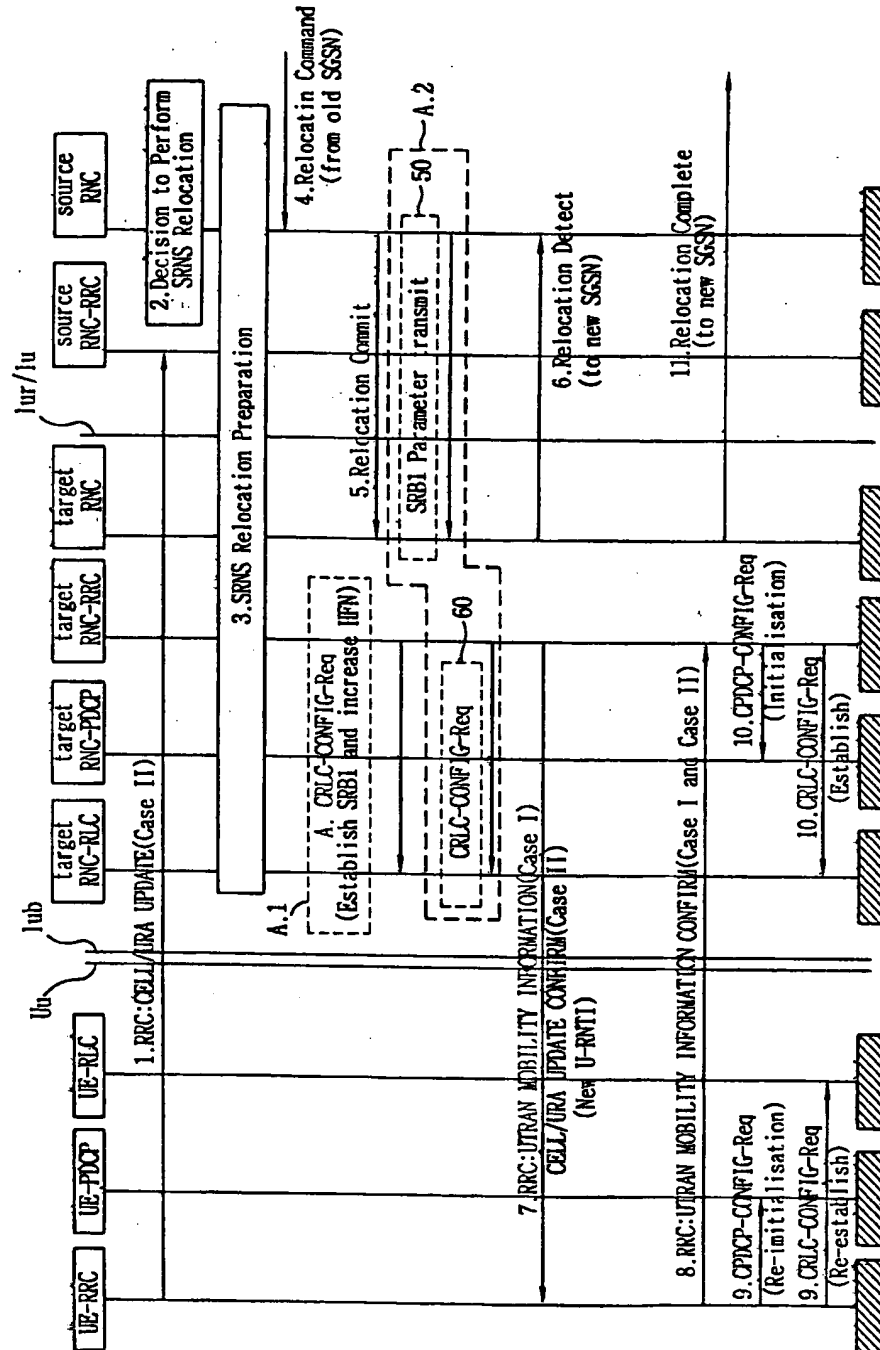 UE-RRC
UE-PDCP
UE-RLC
Uu
lub
target
RNC-RLC
target
RNC-PDCP
target
RNC-RRC
target
RNC
lur/lu
source
RNC-RRC
source
RNC
1.RRC:CELL/URA UPDATE(Case II)
2.Decision to Perform
SRNS Relocation
3.SRNS Relocation Preparation
4.Relocatin Command
(from old SGSN)
A.1
A. CRLC-CONFIG-Req
(Establish SRB1 and increase HFN)
5.Relocation Commit
SRB1 Parameter transmit
50
A.2
CRLC-CONFIG-Req
60
6.Relocation Detect
(to new SGSN)
7.RRC:UTRAN MOBILITY INFORMATION(Case I)
CELL/URA UPDATE CONFIRM(Case II)
(New U-RNTI)
8.RRC:UTRAN MOBILITY INFORMATION CONFIRM(Case I and Case II)
9.CPDCP-CONFIG-Req
(Re-imitialisation)
9.CRLC-CONFIG-Req
(Re-establish)
10.CPDCP-CONFIG-Req
(Initialisation)
10.CRLC-CONFIG-Req
(Establish)
11.Relocation Complete
(to new SGSN)